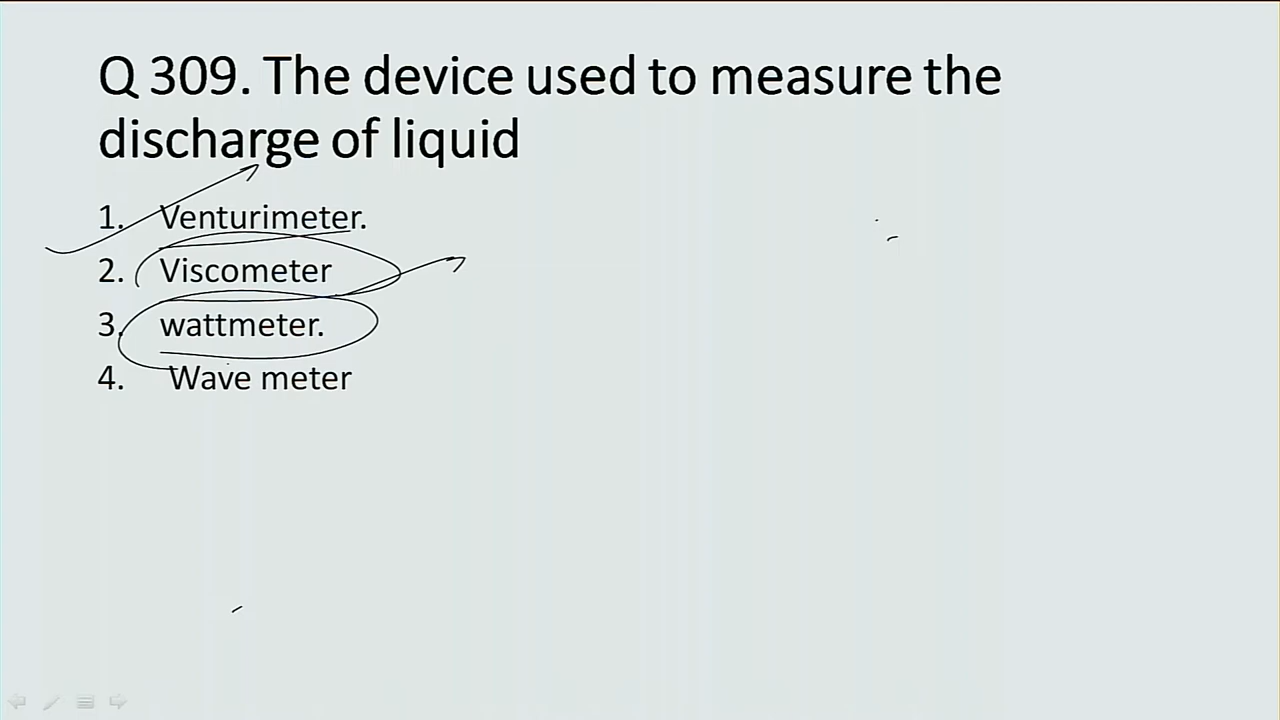 Q 309. The device used to measure the
discharge of liquid
1. Venturimeter.
2. Viscometer
3. wattmeter.
4. Wave meter